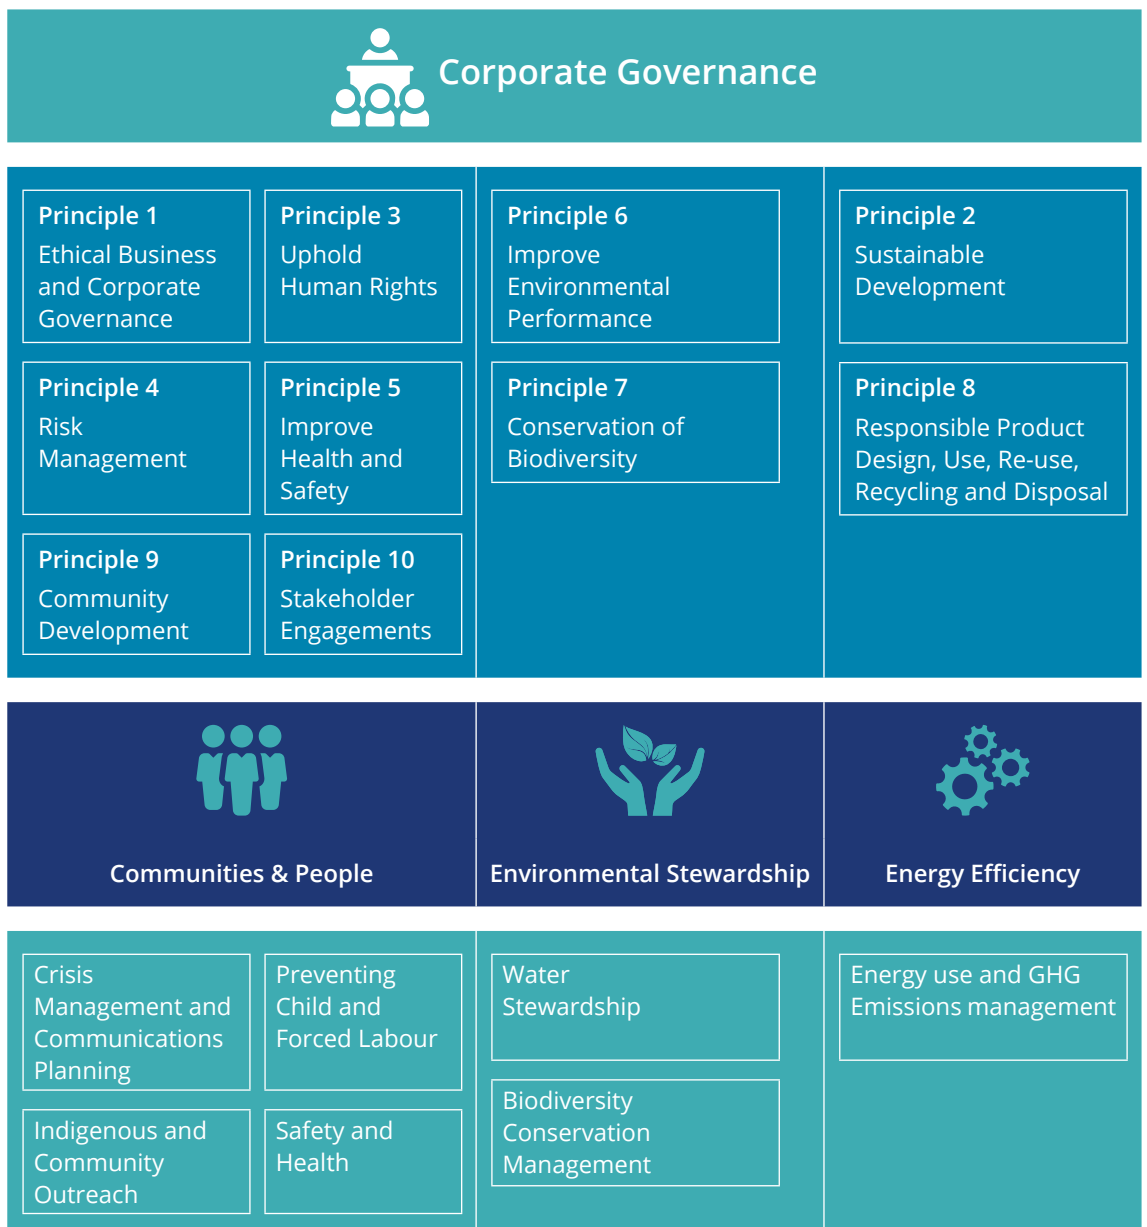 Corporate Governance
Principle 1
Ethical Business
and Corporate
Governance
Principle 3
Uphold
Human Rights
Principle 4
Risk
Management
Principle 5
Improve
Health and
Safety
Principle 9
Community
Development
Principle 10
Stakeholder
Engagements
Principle 6
Improve
Environmental
Performance
Principle 7
Conservation of
Biodiversity
Principle 2
Sustainable
Development
Principle 8
Responsible Product
Design, Use, Re-use,
Recycling and Disposal
Communities & People
Environmental Stewardship
Energy Efficiency
Crisis
Management and
Communications
Planning
Preventing
Child and
Forced Labour
Indigenous and
Community
Outreach
Safety and
Health
Water
Stewardship
Biodiversity
Conservation
Management
Energy use and GHG
Emissions management